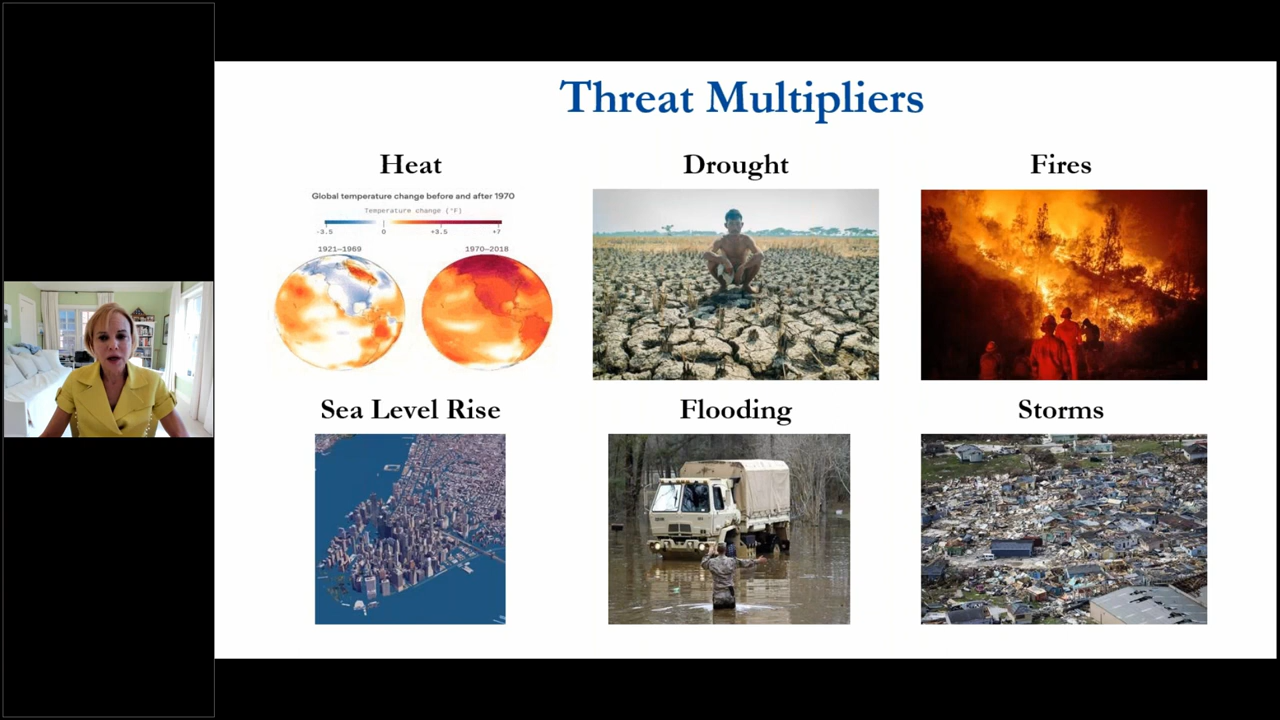 Threat Multipliers
Heat
Drought
Fires
Global temperature change before and after 1970
Temperature change (°F)
-3.5 0 +3.5 +7
1921–1969
1970–2018
Sea Level Rise
Flooding
Storms